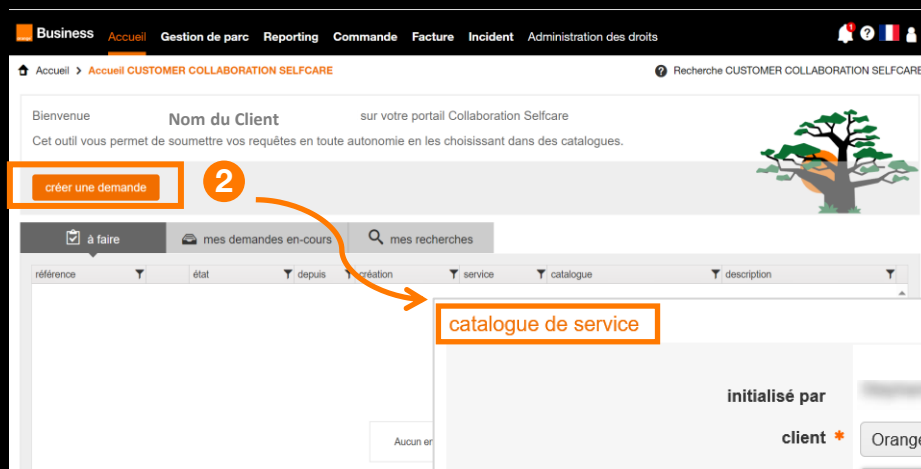 Business Accueil Gestion de parc Reporting Commande Facture Incident Administration des droits
Accueil > Accueil CUSTOMER COLLABORATION SELFCARE Recherche CUSTOMER COLLABORATION SELFCARE
Bienvenue Nom du Client sur votre portail Collaboration Selfcare
Cet outil vous permet de soumettre vos requêtes en toute autonomie en les choisissant dans des catalogues.
créer une demande 2
à faire mes demandes en-cours mes recherches
référence état depuis création service catalogue description
catalogue de service
initialisé par
client * Orange
Aucun